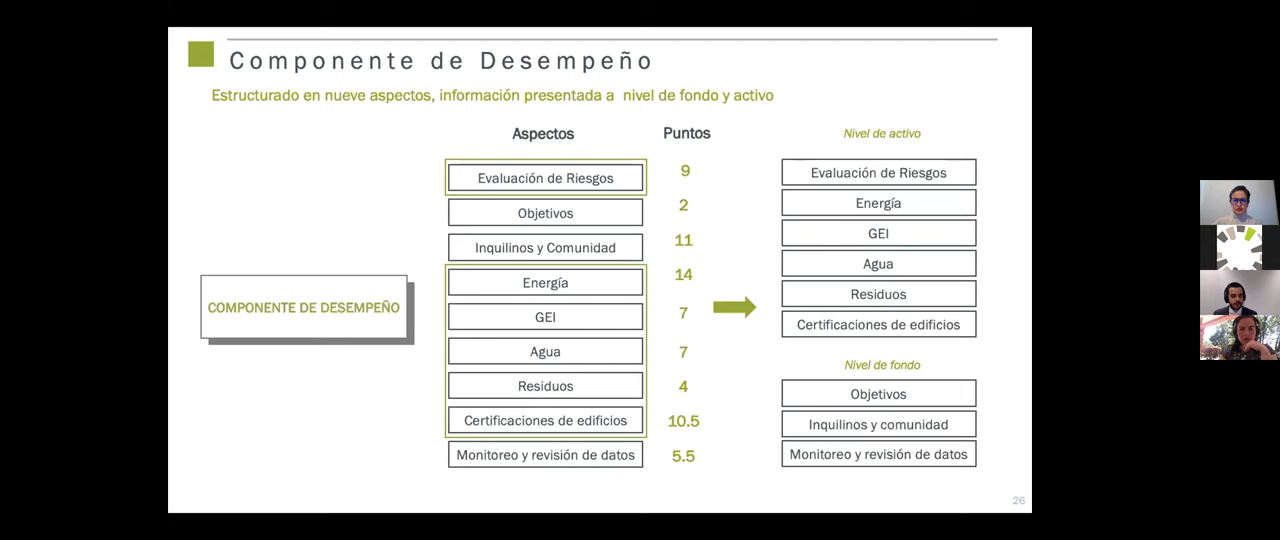 Componente de Desempeño
Estructurado en nueve aspectos, información presentada a nivel de fondo y activo
Aspectos Puntos
Evaluación de Riesgos 9
Objetivos 2
Inquilinos y Comunidad 11
Energía 14
GEI 7
Agua 7
Residuos 4
Certificaciones de edificios 10.5
Monitoreo y revisión de datos 5.5
COMPONENTE DE DESEMPEÑO
Nivel de activo
Evaluación de Riesgos
Energía
GEI
Agua
Residuos
Certificaciones de edificios
Nivel de fondo
Objetivos
Inquilinos y comunidad
Monitoreo y revisión de datos
26